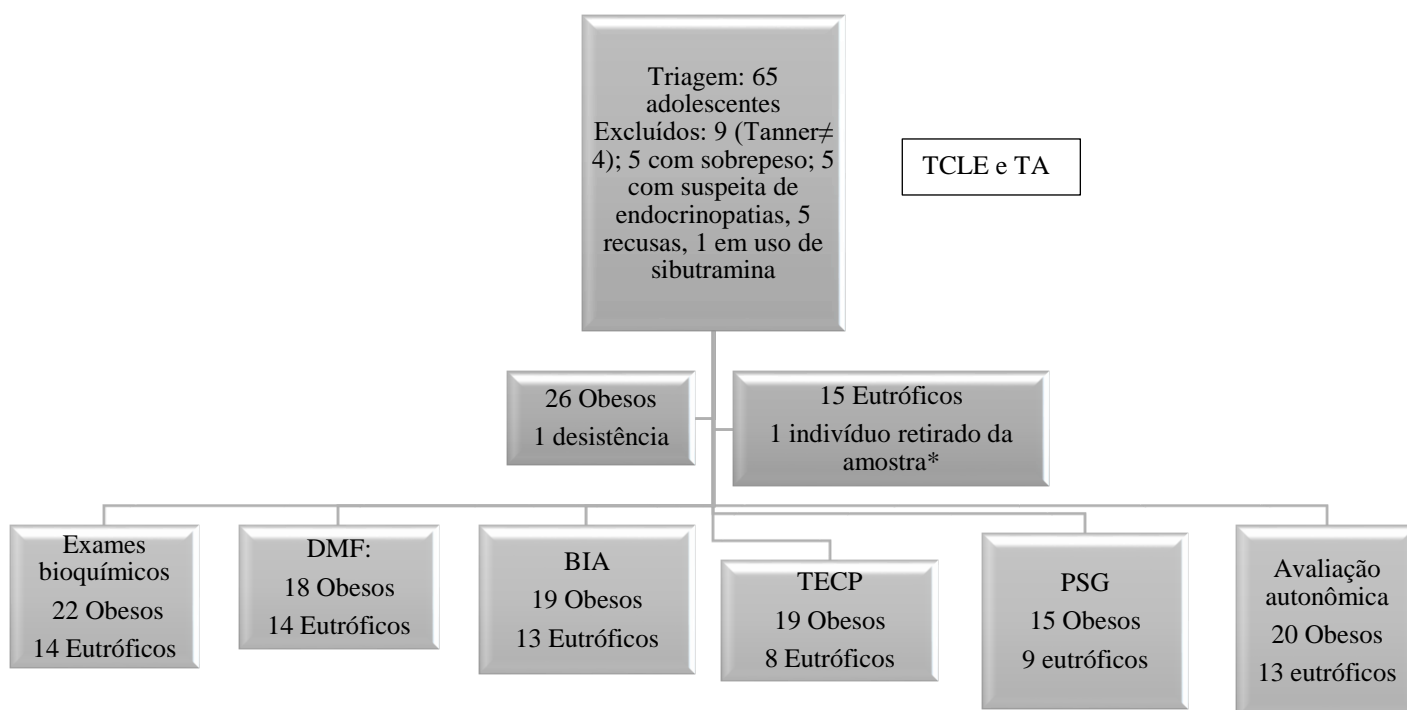 Triagem: 65
adolescentes
Excluídos: 9 (Tanner≠
4); 5 com sobrepeso; 5
com suspeita de
endocrinopatias, 5
recusas, 1 em uso de
sibutramina
TCLE e TA
26 Obesos
1 desistência
15 Eutróficos
1 indivíduo retirado da
amostra*
Exames
bioquímicos
22 Obesos
14 Eutróficos
DMF:
18 Obesos
14 Eutróficos
BIA
19 Obesos
13 Eutróficos
TECP
19 Obesos
8 Eutróficos
PSG
15 Obesos
9 eutróficos
Avaliação
autonômica
20 Obesos
13 eutróficos